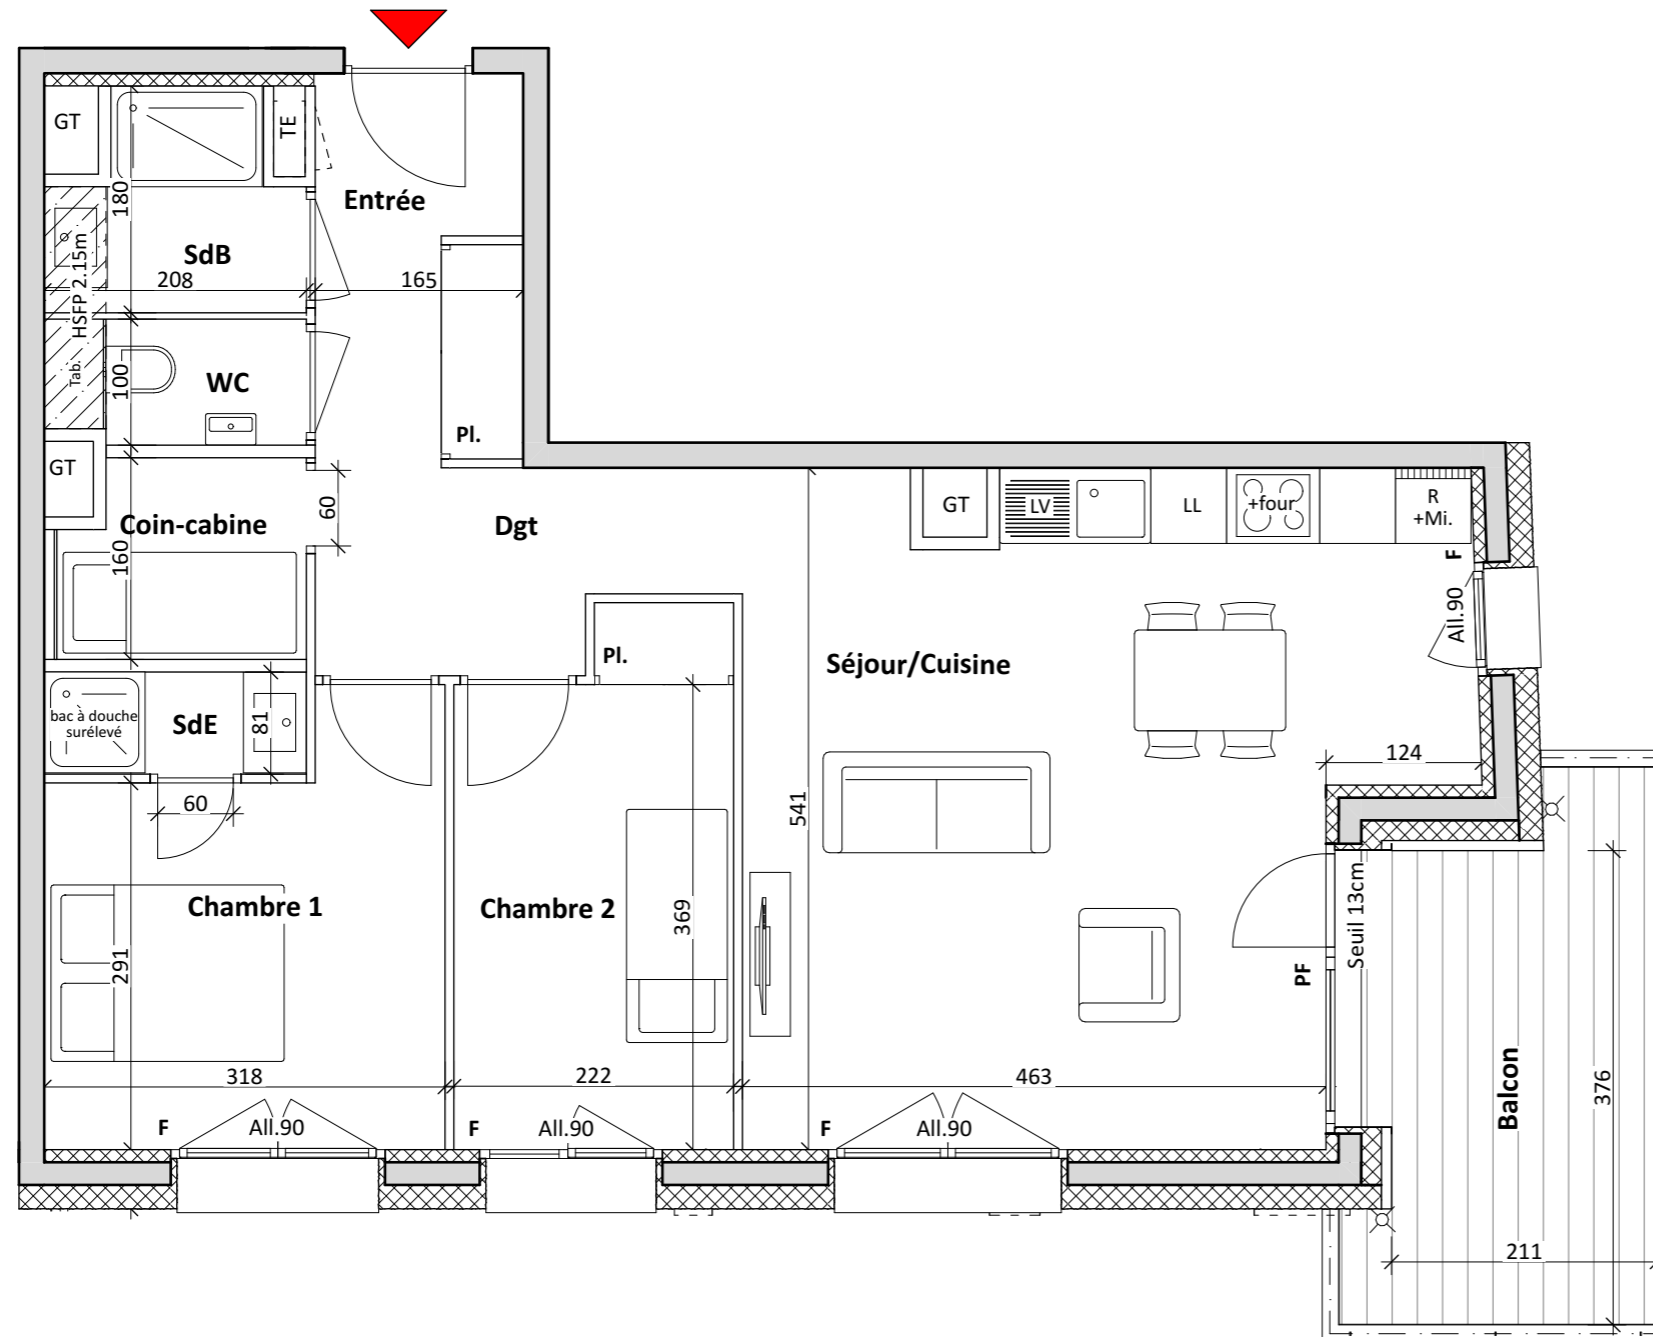 GT
TE
Entrée
180
SdB
208
165
HSFP 2.15m
Tab.
100
WC
Pl.
GT
60
Coin-cabine
Dgt
160
GT
LV
LL
+four
R
+Mi.
F
All.90
Pl.
Séjour/Cuisine
bac à douche
surélevé
SdE
81
124
60
541
Chambre 1
Chambre 2
369
291
Seuil 13cm
PF
318
222
463
Balcon
376
F
All.90
F
All.90
F
All.90
211